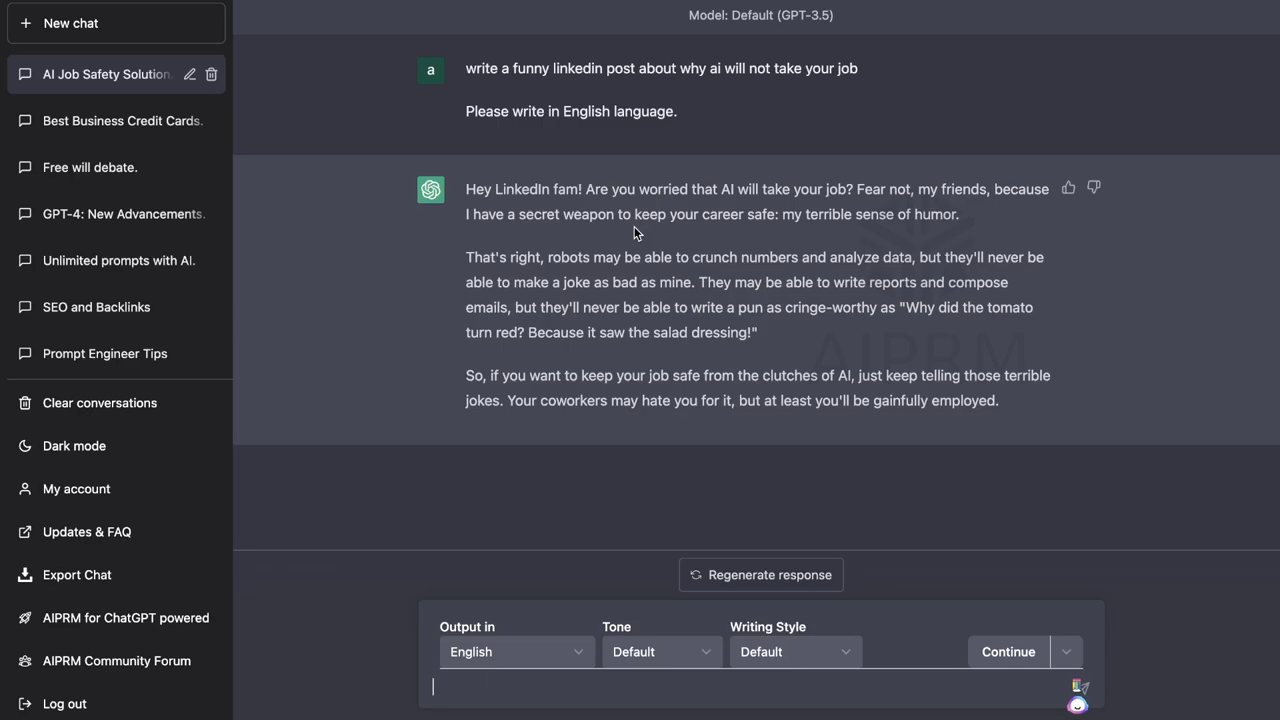 New chat
AI Job Safety Solution.
Best Business Credit Cards.
Free will debate.
GPT-4: New Advancements.
Unlimited prompts with AI.
SEO and Backlinks
Prompt Engineer Tips
Clear conversations
Dark mode
My account
Updates & FAQ
Export Chat
AIPRM for ChatGPT powered
AIPRM Community Forum
Log out
Model: Default (GPT-3.5)
a
write a funny linkedin post about why ai will not take your job
Please write in English language.
Hey LinkedIn fam! Are you worried that AI will take your job? Fear not, my friends, because
I have a secret weapon to keep your career safe: my terrible sense of humor.
That's right, robots may be able to crunch numbers and analyze data, but they'll never be
able to make a joke as bad as mine. They may be able to write reports and compose
emails, but they'll never be able to write a pun as cringe-worthy as "Why did the tomato
turn red? Because it saw the salad dressing!"
AIPRM
So, if you want to keep your job safe from the clutches of AI, just keep telling those terrible
jokes. Your coworkers may hate you for it, but at least you'll be gainfully employed.
Regenerate response
Output in
Tone
Writing Style
English
Default
Default
Continue